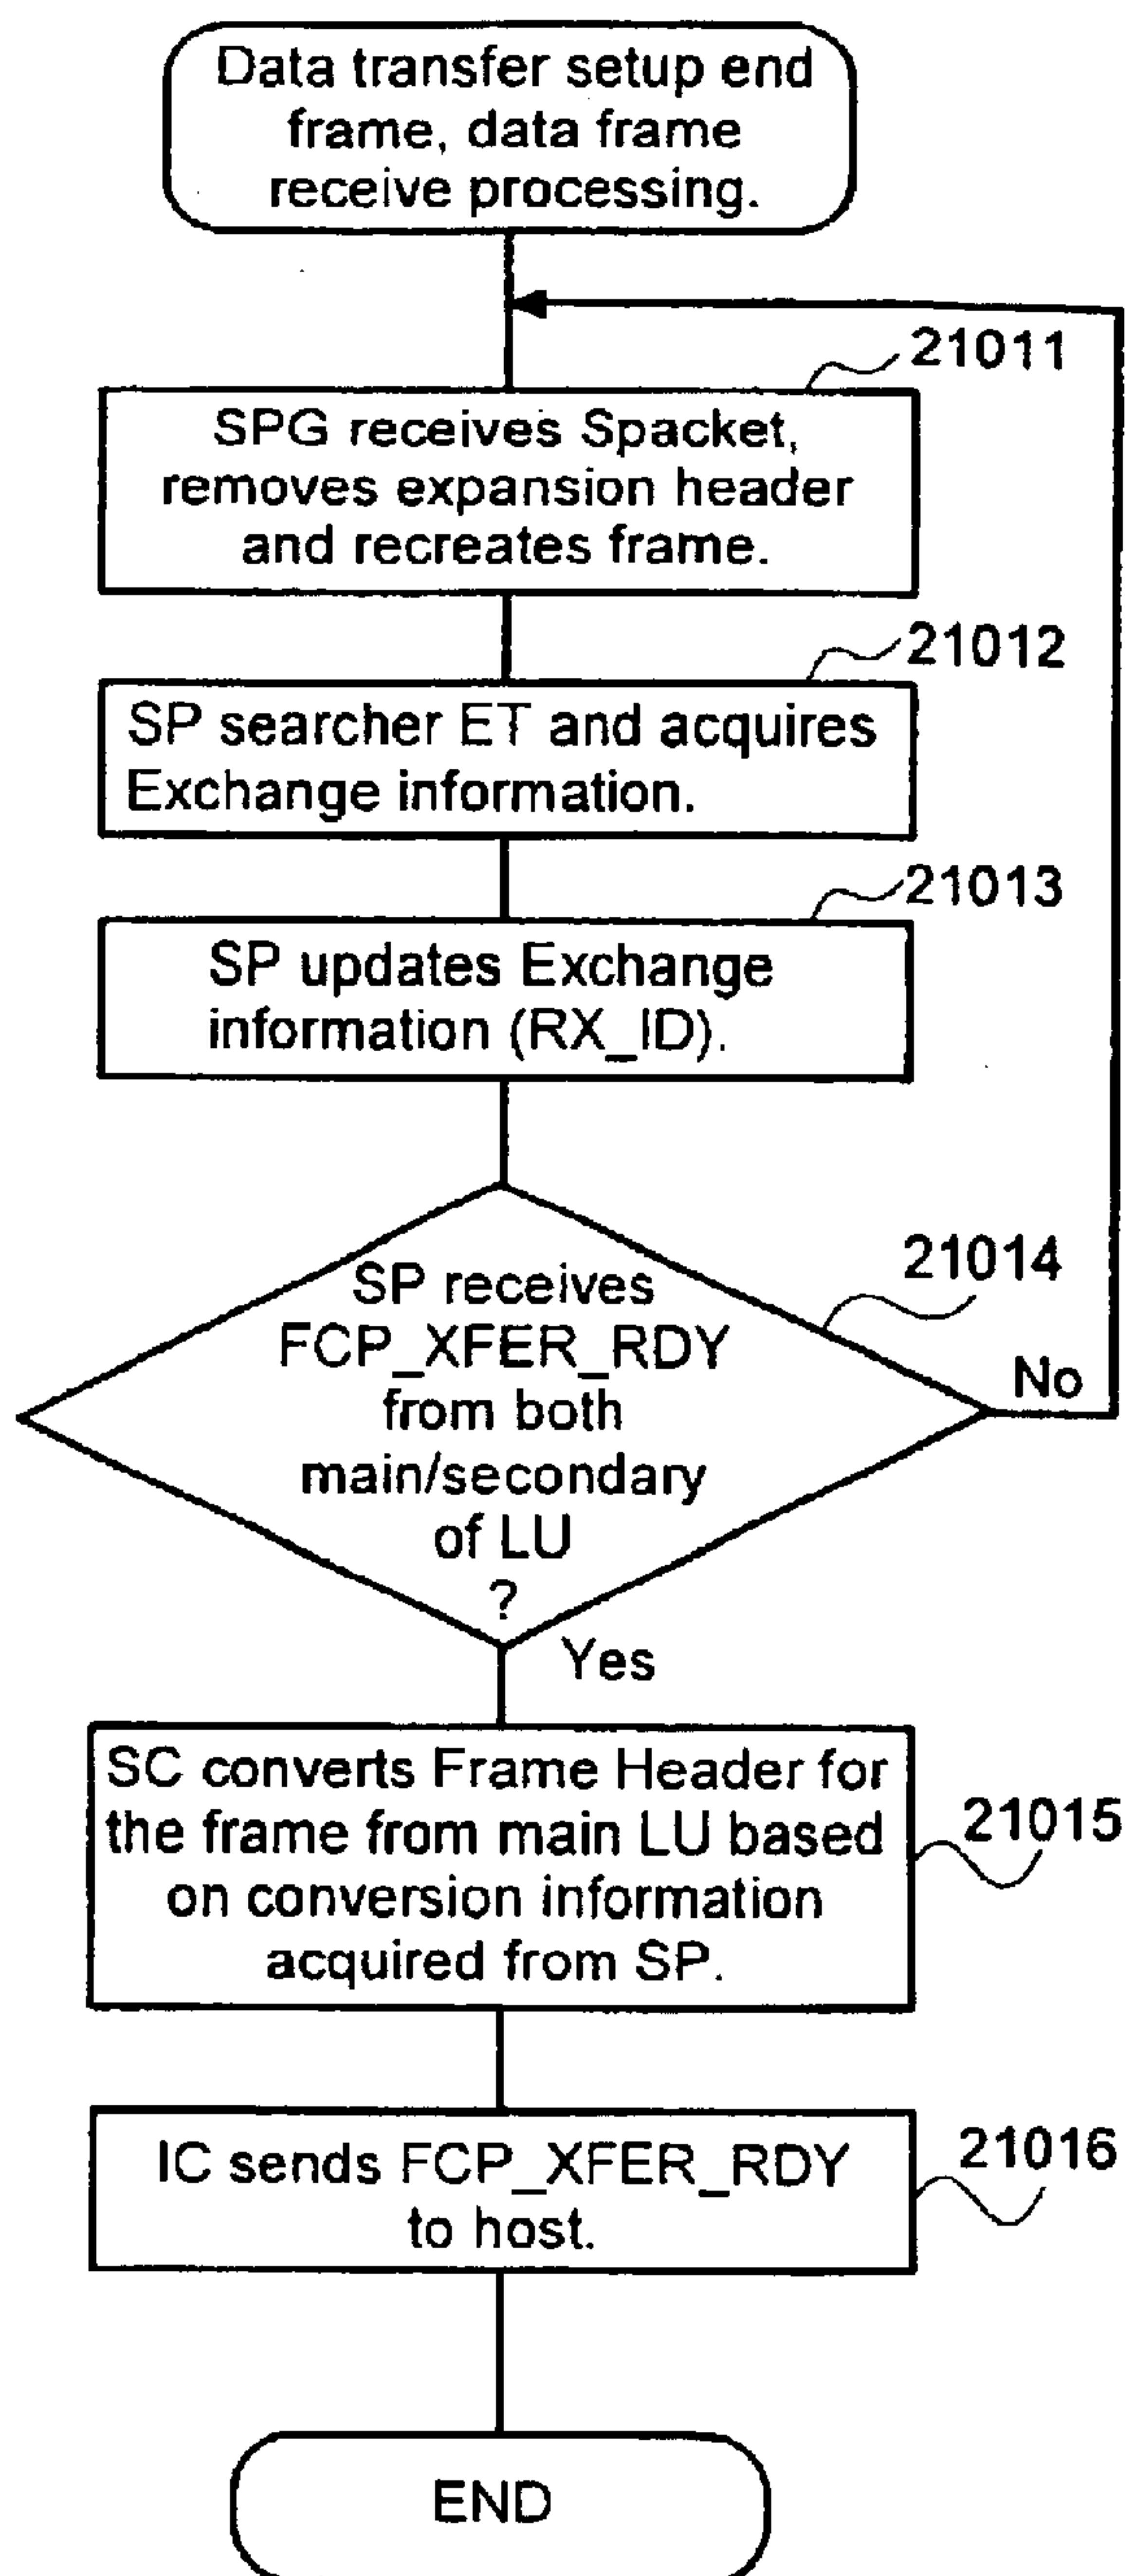 Data transfer setup end
frame, data frame
receive processing.
21011
SPG receives Spacket,
removes expansion header
and recreates frame.
21012
SP searcher ET and acquires
Exchange information.
21013
SP updates Exchange
information (RX_ID).
21014
SP receives
FCP_XFER_RDY
from both
main/secondary
of LU
?
No
Yes
SC converts Frame Header for
the frame from main LU based
on conversion information
acquired from SP.
21015
IC sends FCP_XFER_RDY
to host.
21016
END